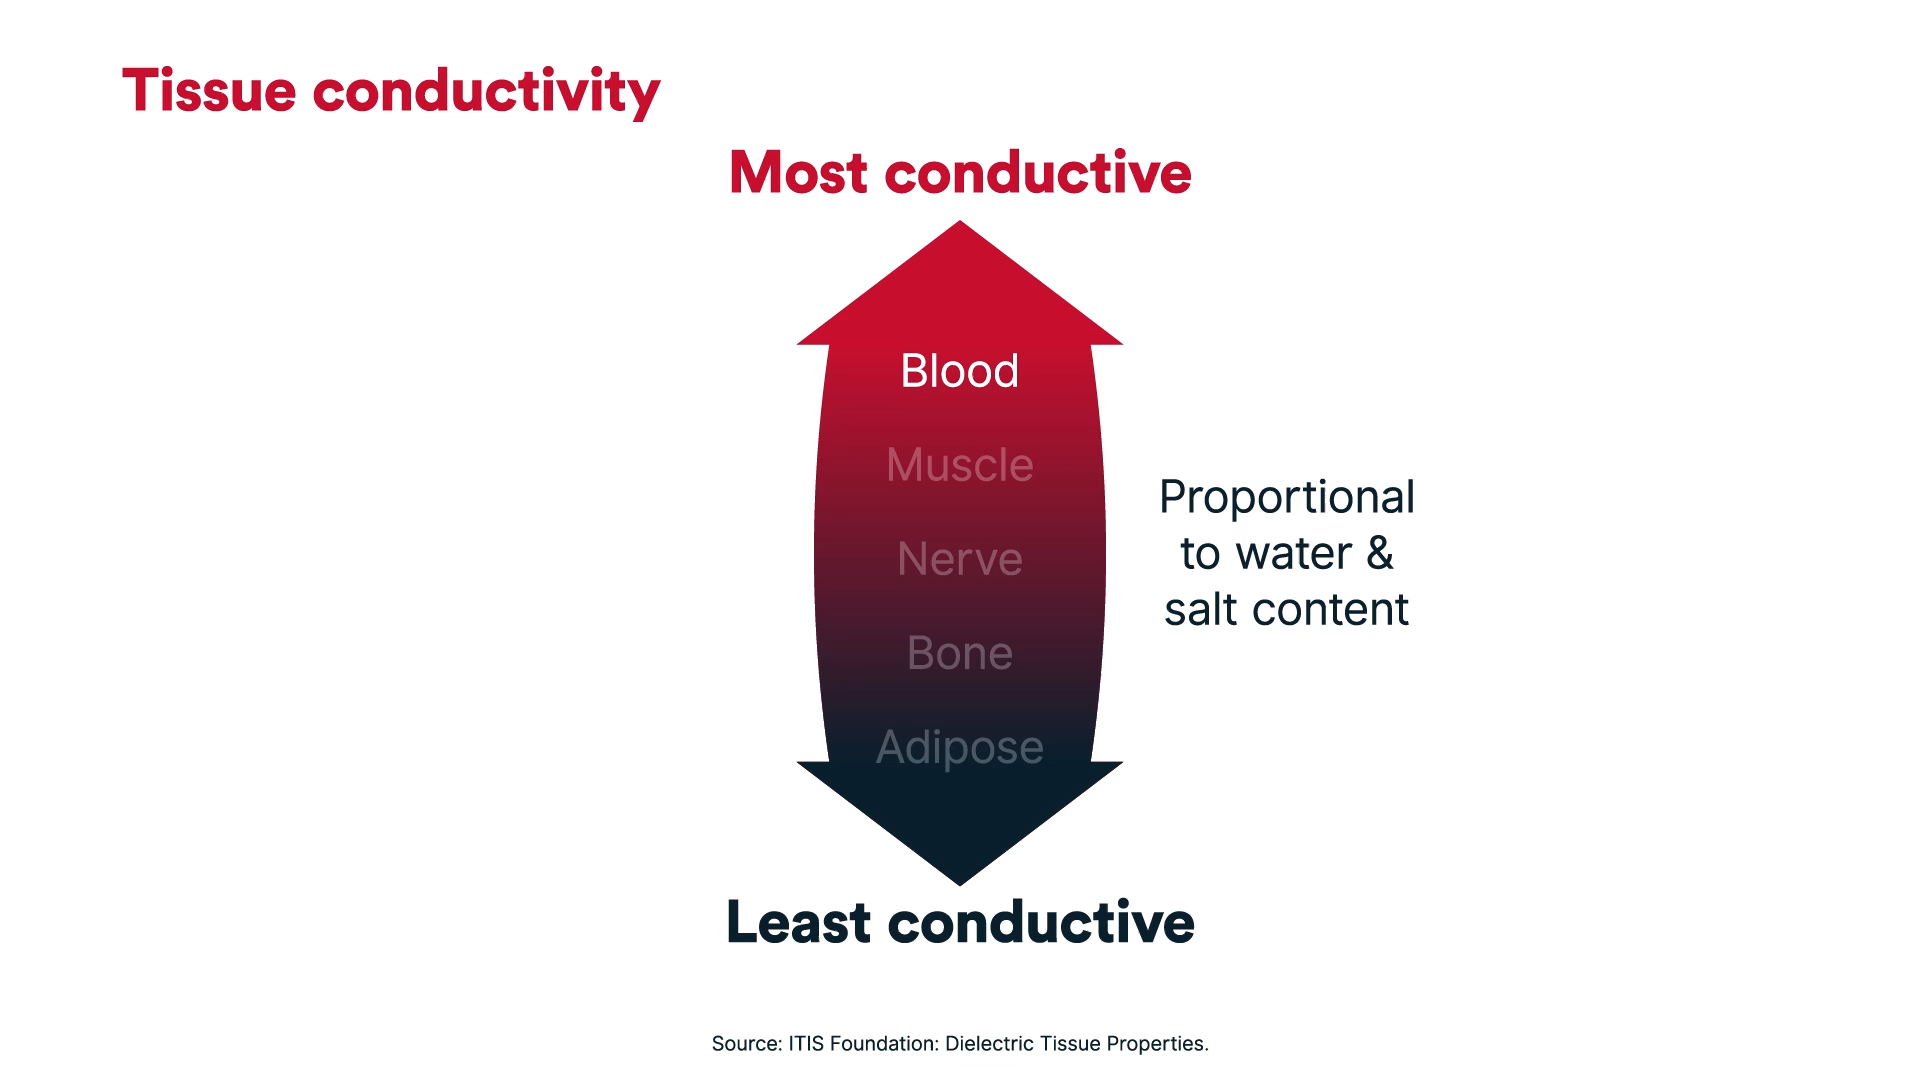 Tissue conductivity
Most conductive
Blood
Muscle
Nerve
Bone
Adipose
Proportional
to water &
salt content
Least conductive
Source: ITIS Foundation: Dielectric Tissue Properties.